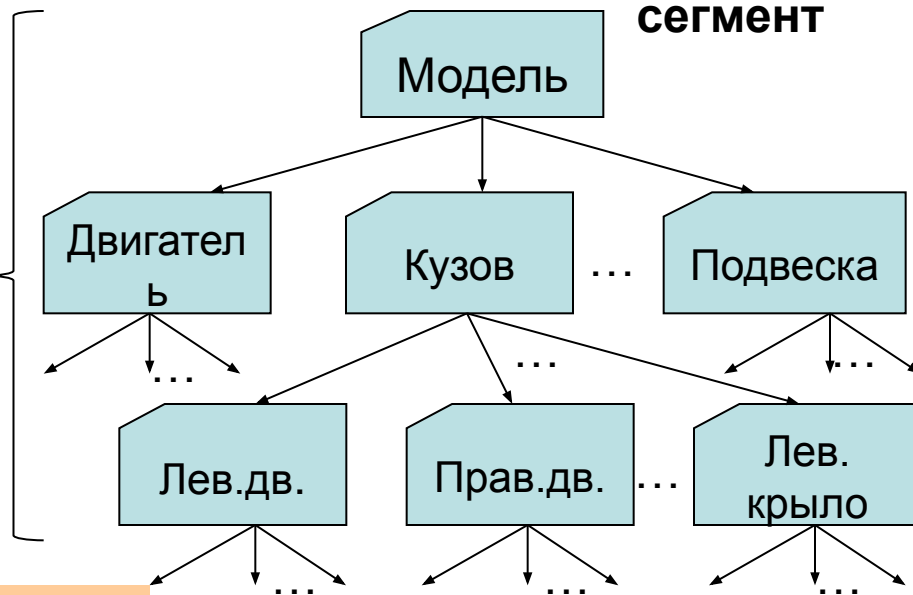 сегмент
Модель
Двигател
ь
Кузов
...
Подвеска
...
...
...
Лев.дв.
Прав.дв.
...
Лев.
крыло
...
...
...